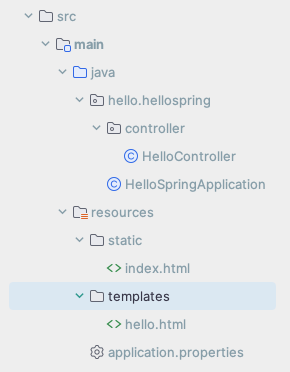 src
main
java
hello.hellospring
controller
HelloController
HelloSpringApplication
resources
static
index.html
templates
hello.html
application.properties